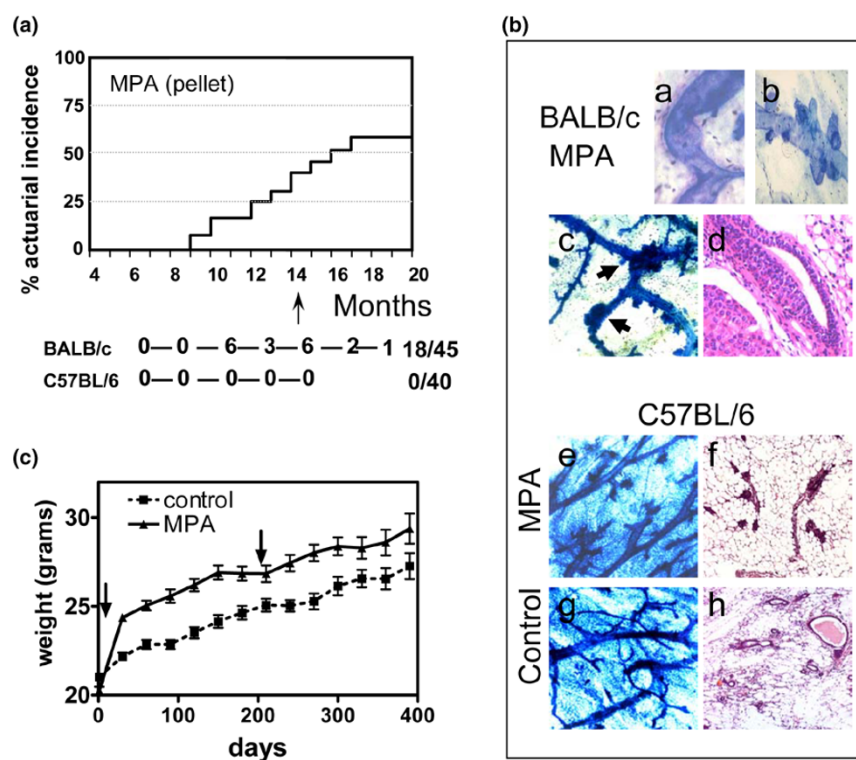 (a)
% actuarial incidence
100
75
50
25
0
MPA (pellet)
4 6 8 10 12 14 16 18 20
Months
BALB/c 0—0—6—3—6—2—1 18/45
C57BL/6 0—0—0—0—0 0/40
(b)
BALB/c
MPA
a
b
c
d
C57BL/6
MPA
e
f
Control
g
h
(c)
weight (grams)
30
25
20
control
MPA
0 100 200 300 400
days